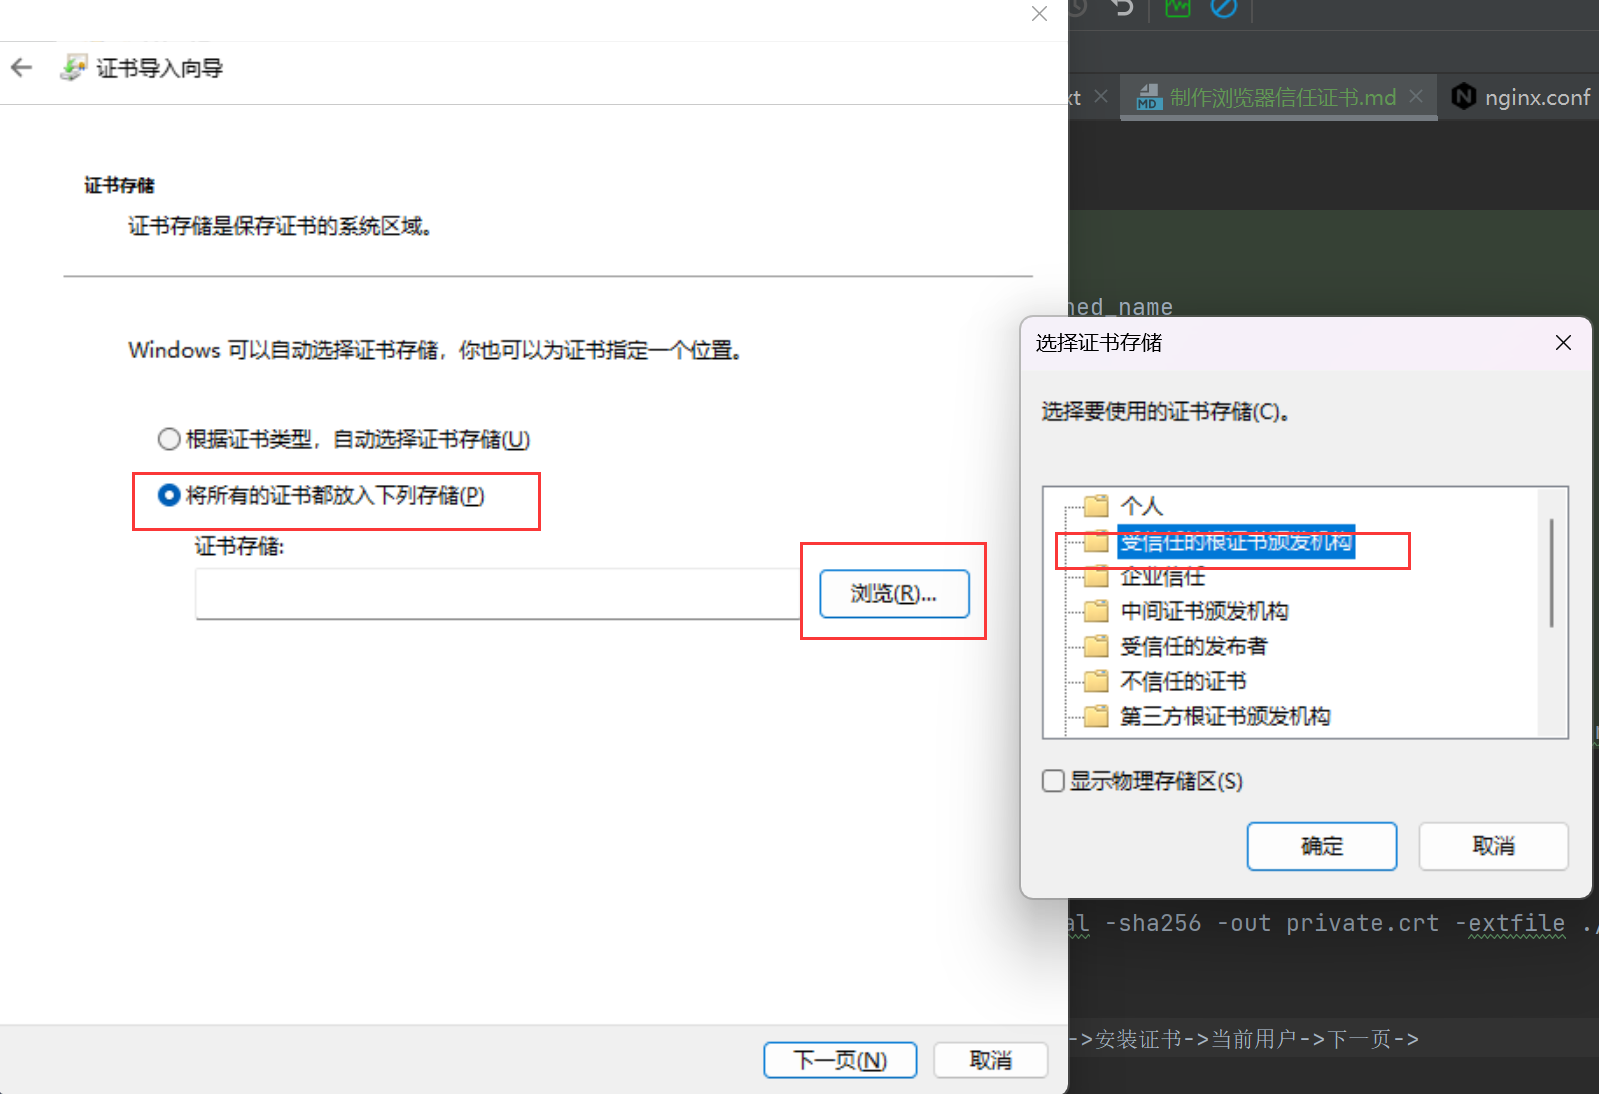 证书导入向导
证书存储
证书存储是保存证书的系统区域。
Windows 可以自动选择证书存储，你也可以为证书指定一个位置。
根据证书类型，自动选择证书存储(U)
将所有的证书都放入下列存储(P)
证书存储:
浏览(R)...
下一页(N)
取消
xt
制作浏览器信任证书.md
nginx.conf
ned_name
选择证书存储
选择要使用的证书存储(C)。
个人
受信任的根证书颁发机构
企业信任
中间证书颁发机构
受信任的发布者
不信任的证书
第三方根证书颁发机构
显示物理存储区(S)
确定
取消
al -sha256 -out private.crt -extfile ./
->安装证书->当前用户->下一页->